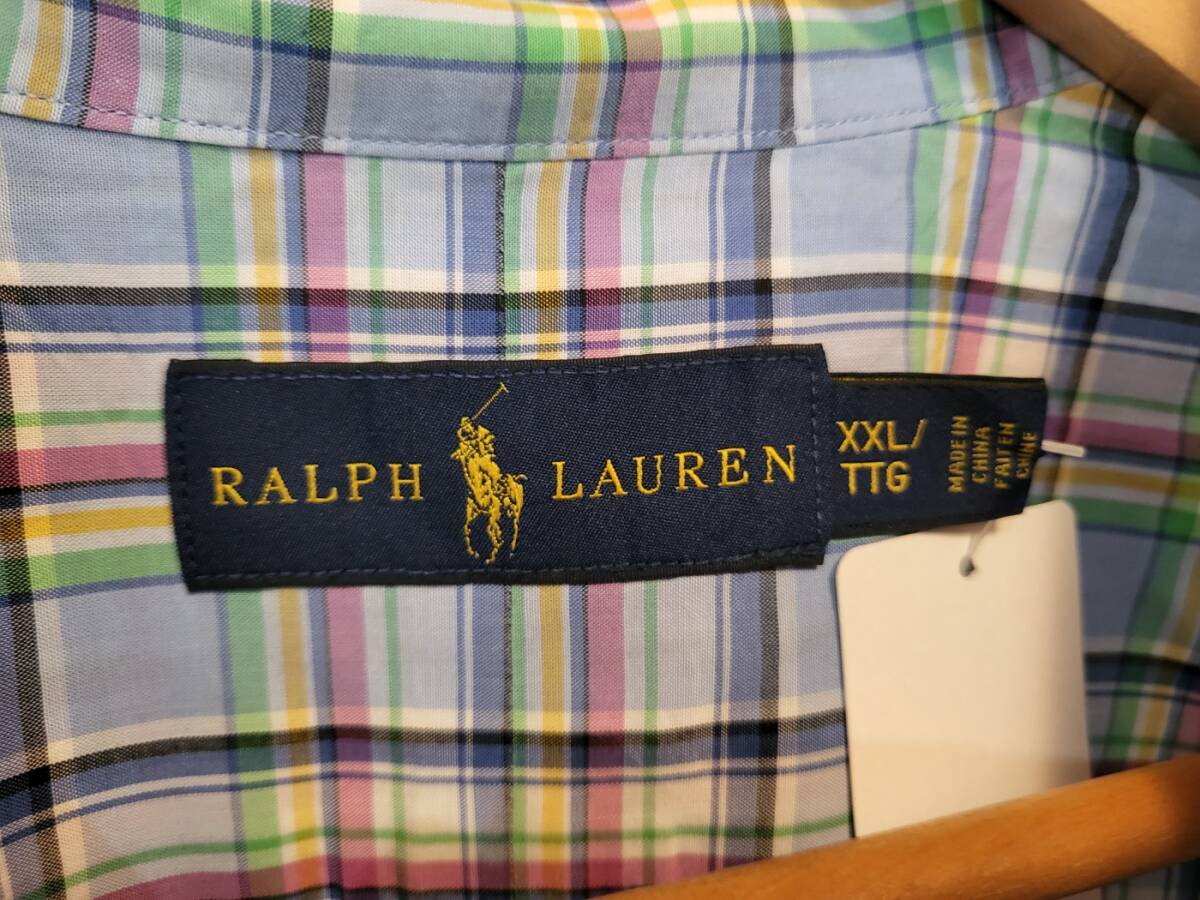 RALPH LAUREN
XXL/
TTG
MADE IN
CHINA
FAIT EN
CHINE